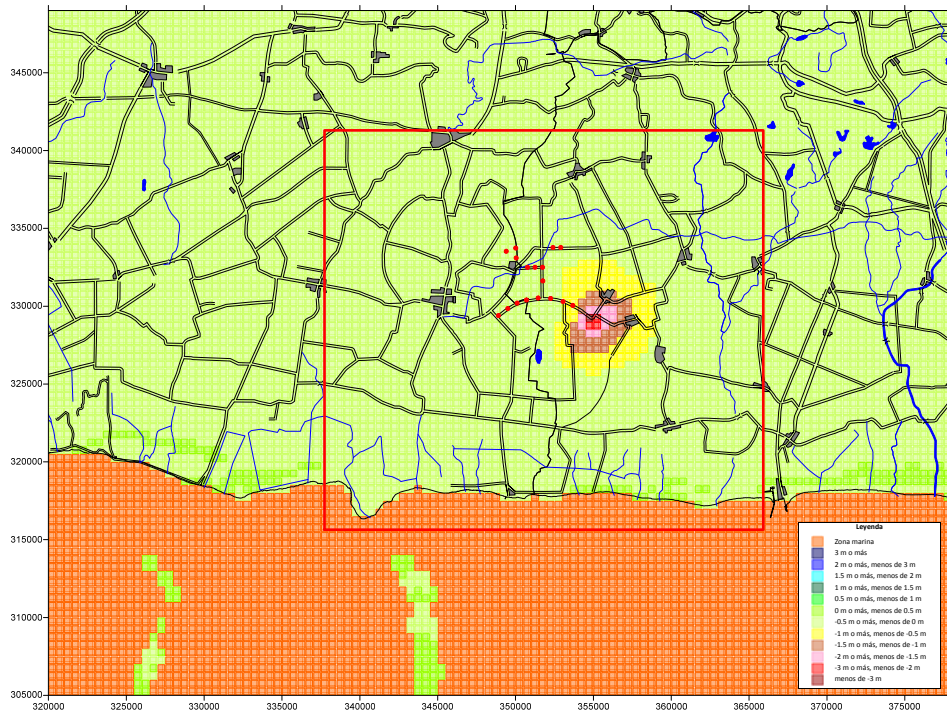 345000
340000
335000
330000
325000
320000
315000
310000
305000
320000 325000 330000 335000 340000 345000 350000 355000 360000 365000 370000 375000
Leyenda
Zona marina
3 m o más
2 m o más, menos de 3 m
1.5 m o más, menos de 2 m
1 m o más, menos de 1.5 m
0.5 m o más, menos de 1 m
0 m o más, menos de 0.5 m
-0.5 m o más, menos de 0 m
-1 m o más, menos de -0.5 m
-1.5 m o más, menos de -1 m
-2 m o más, menos de -1.5 m
-3 m o más, menos de -2 m
menos de -3 m